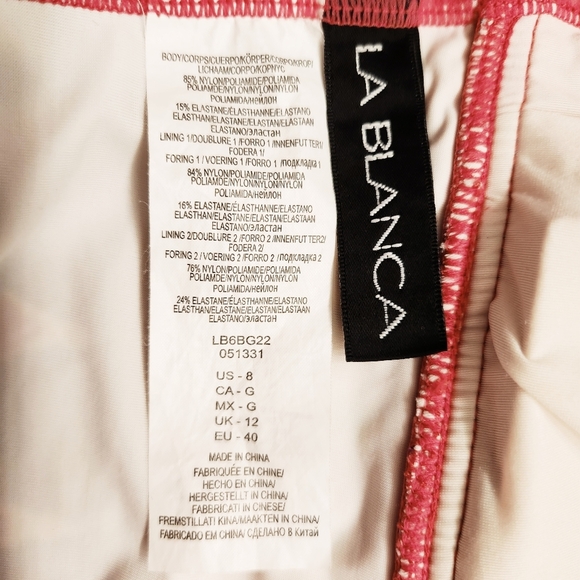 BODY/CORPS/CUERPO/KÖRPER/CORPO/KROP/
LICHAAM/CORPO/KOPNYC
85% NYLON/POLIAMIDE/POLIAMIDA
POLIAMDE/NYLON/NYLON/NYLON
POLIAMIDA/нейлон
15% ELASTANE/ÉLASTHANNE/ELASTANO
ELASTHAN/ELASTANE/ELASTAN/ELASTAAN
ELASTANO/эластан
LINING 1/DOUBLURE 1 /FORRO 1 /INNENFUTTER1/
FODERA 1/
FORING 1 / VOERING 1 /FORRO 1 /подкладка 1
84% NYLON/POLIAMIDE/POLIAMIDA
POLIAMDE/NYLON/NYLON/NYLON
POLIAMIDA/нейлон
16% ELASTANE/ÉLASTHANNE/ELASTANO
ELASTHAN/ELASTANE/ELASTAN/ELASTAAN
ELASTANO/эластан
LINING 2/DOUBLURE 2 /FORRO 2 /INNENFUTTER2/
FODERA 2/
FORING 2 / VOERING 2 /FORRO 2 /подкладка 2
76% NYLON/POLIAMIDE/POLIAMIDA
POLIAMDE/NYLON/NYLON/NYLON
POLIAMIDA/нейлон
24% ELASTANE/ÉLASTHANNE/ELASTANO
ELASTHAN/ELASTANE/ELASTAN/ELASTAAN
ELASTANO/эластан
LB6BG22
051331
US - 8
CA - G
MX - G
UK - 12
EU - 40
MADE IN CHINA
FABRIQUÉE EN CHINE/
HECHO EN CHINA/
HERGESTELLT IN CHINA/
FABBRICATI IN CINESE/
FREMSTILLATI KINA/MAAKTEN IN CHINA/
FABRICADO EM CHINA/ СДЕЛАНО В Китай
LA BLANCA